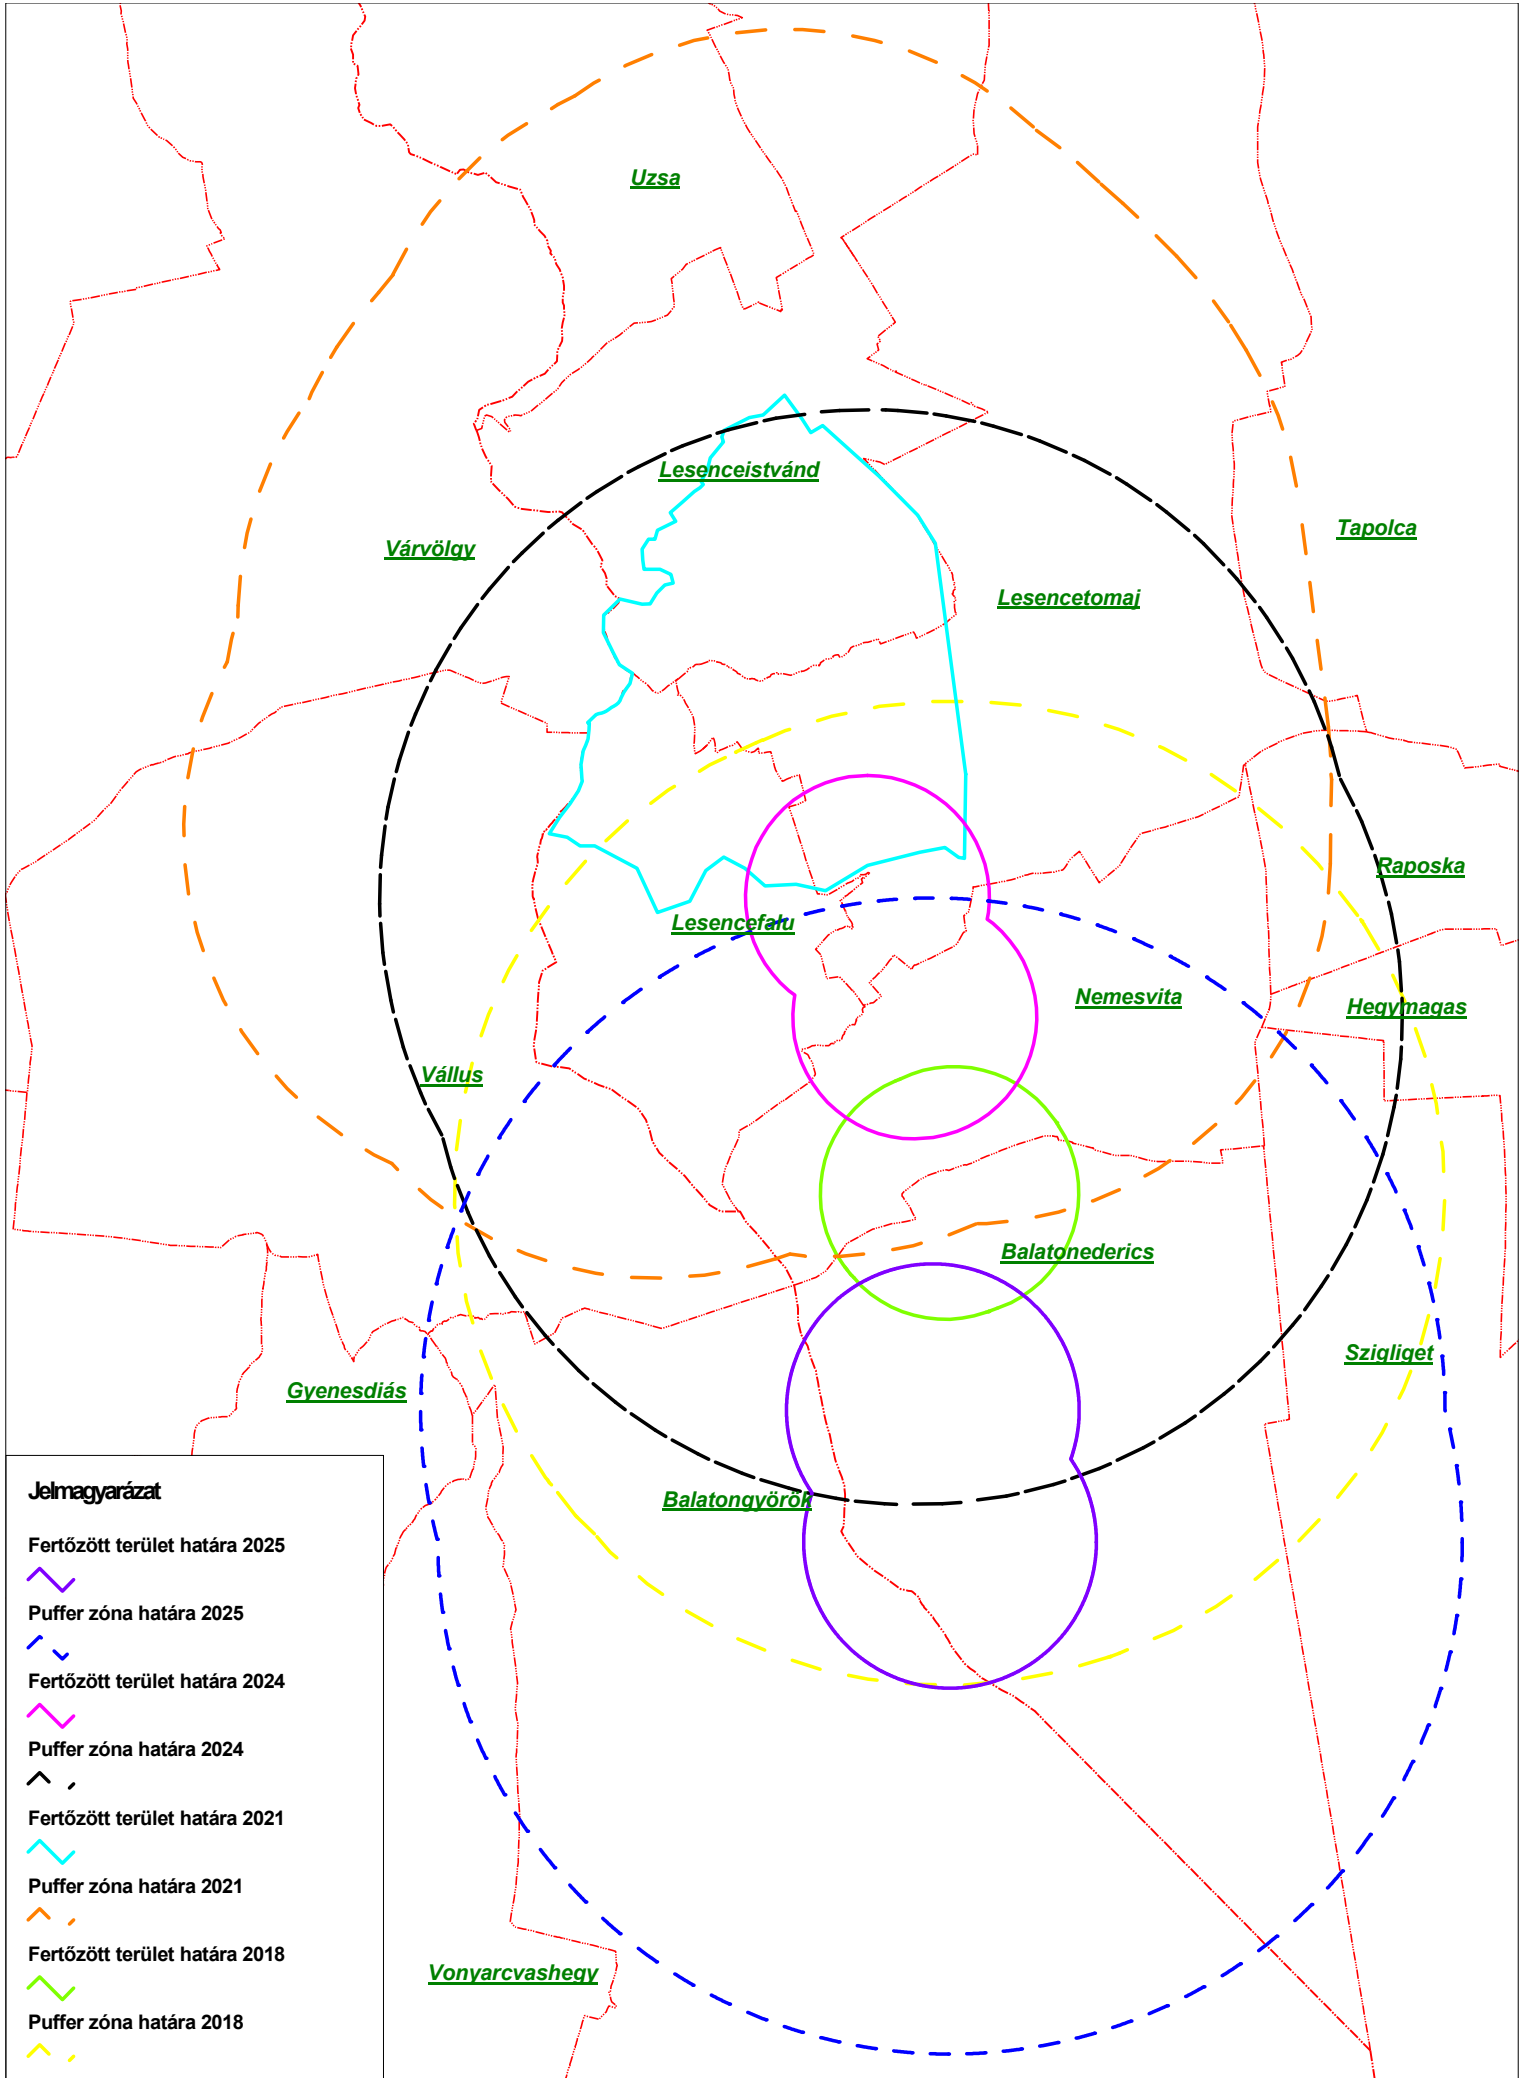 Uzsa
Lesenceistvánd
Várvölgy
Tapolca
Lesencetomaj
Raposka
Lesencefalu
Nemesvita
Hegymagas
Vállus
Balatonederics
Szigliget
Gyenesdiás
Balatongyörök
Vonyarcvashegy
Jelmagyarázat
Fertőzött terület határa 2025
Puffer zóna határa 2025
Fertőzött terület határa 2024
Puffer zóna határa 2024
Fertőzött terület határa 2021
Puffer zóna határa 2021
Fertőzött terület határa 2018
Puffer zóna határa 2018